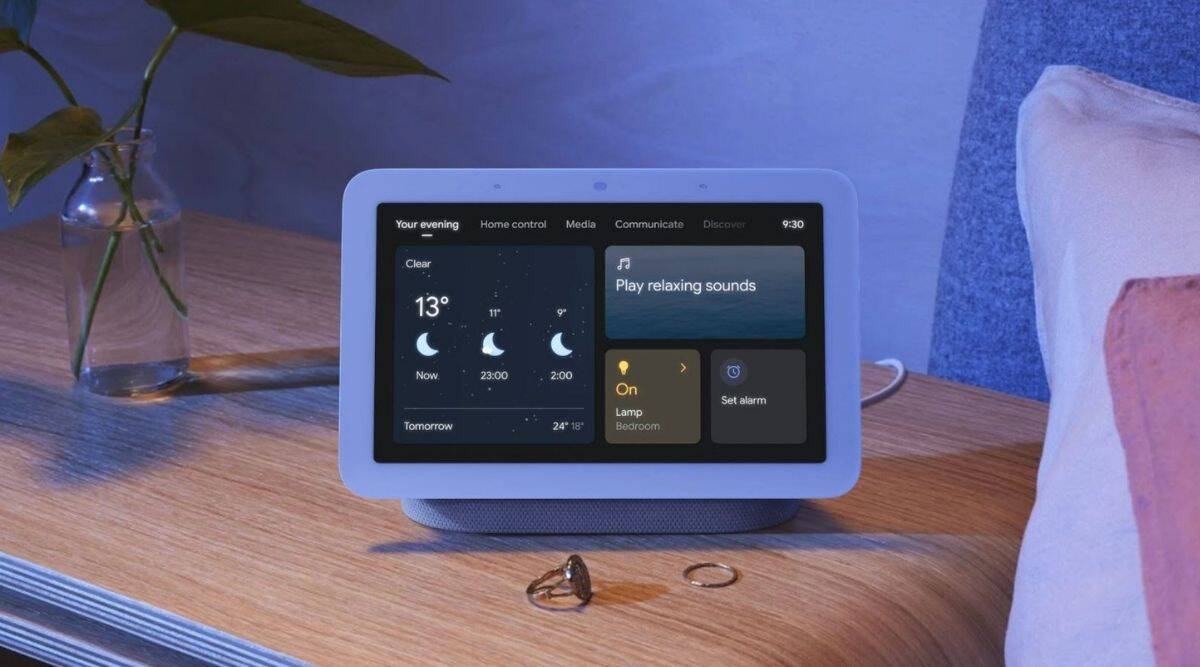 Your evening Home control Media Communicate Discover 9:30
Clear
13° 11° 9°
Now 23:00 2:00
Tomorrow 24° 18°
Play relaxing sounds
On
Lamp
Bedroom
Set alarm